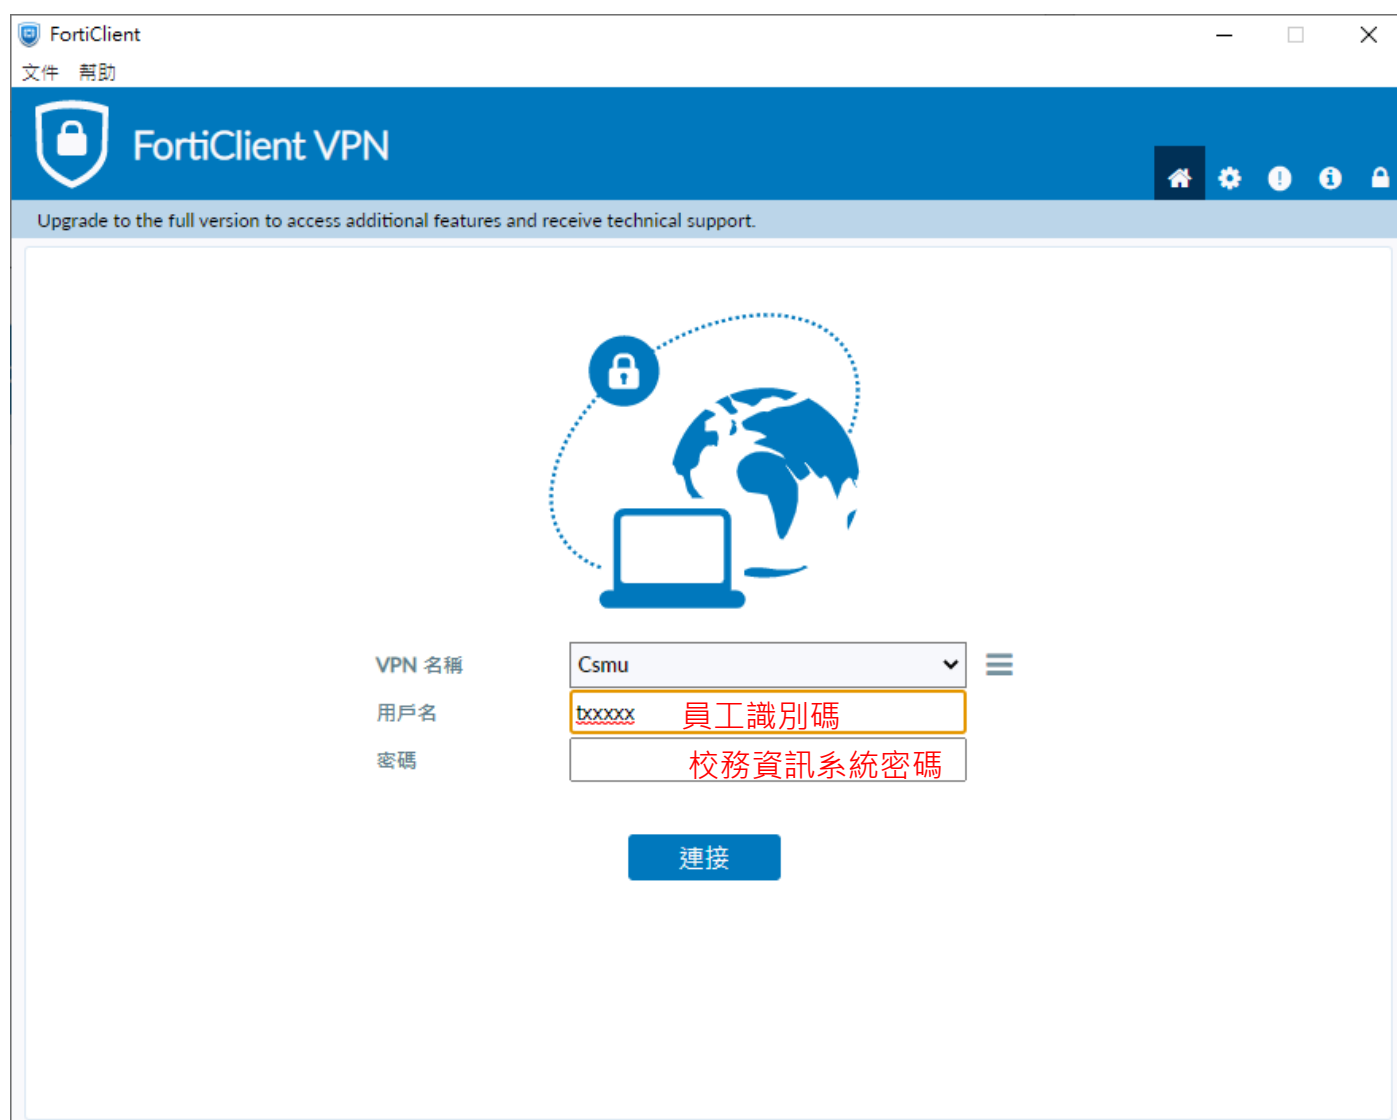 FortiClient
文件 幫助
FortiClient VPN
Upgrade to the full version to access additional features and receive technical support.
VPN 名稱 Csmu
用戶名 txxxxx 員工識別碼
密碼 校務資訊系統密碼
連接